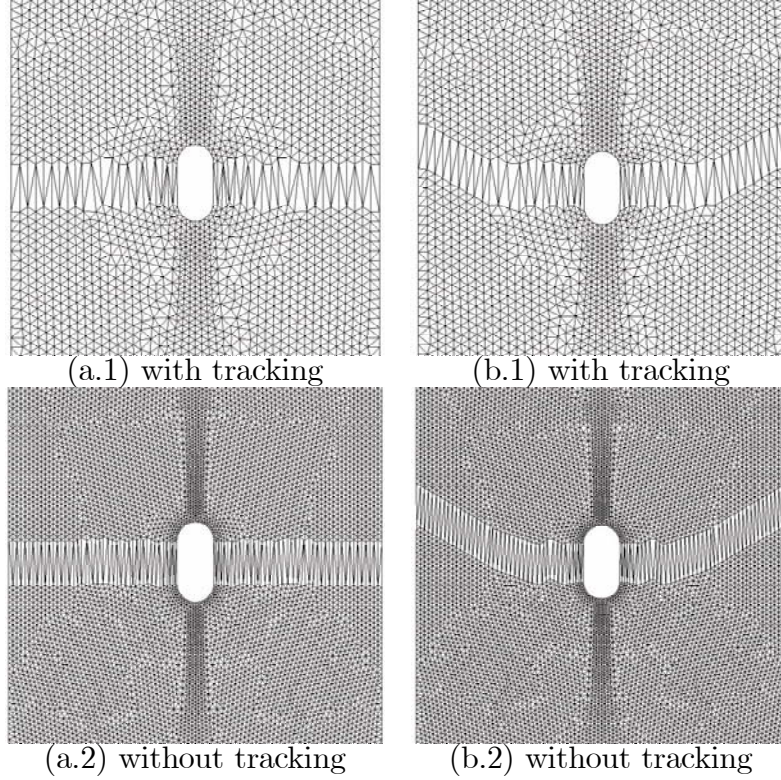 (a.1) with tracking
(b.1) with tracking
(a.2) without tracking
(b.2) without tracking